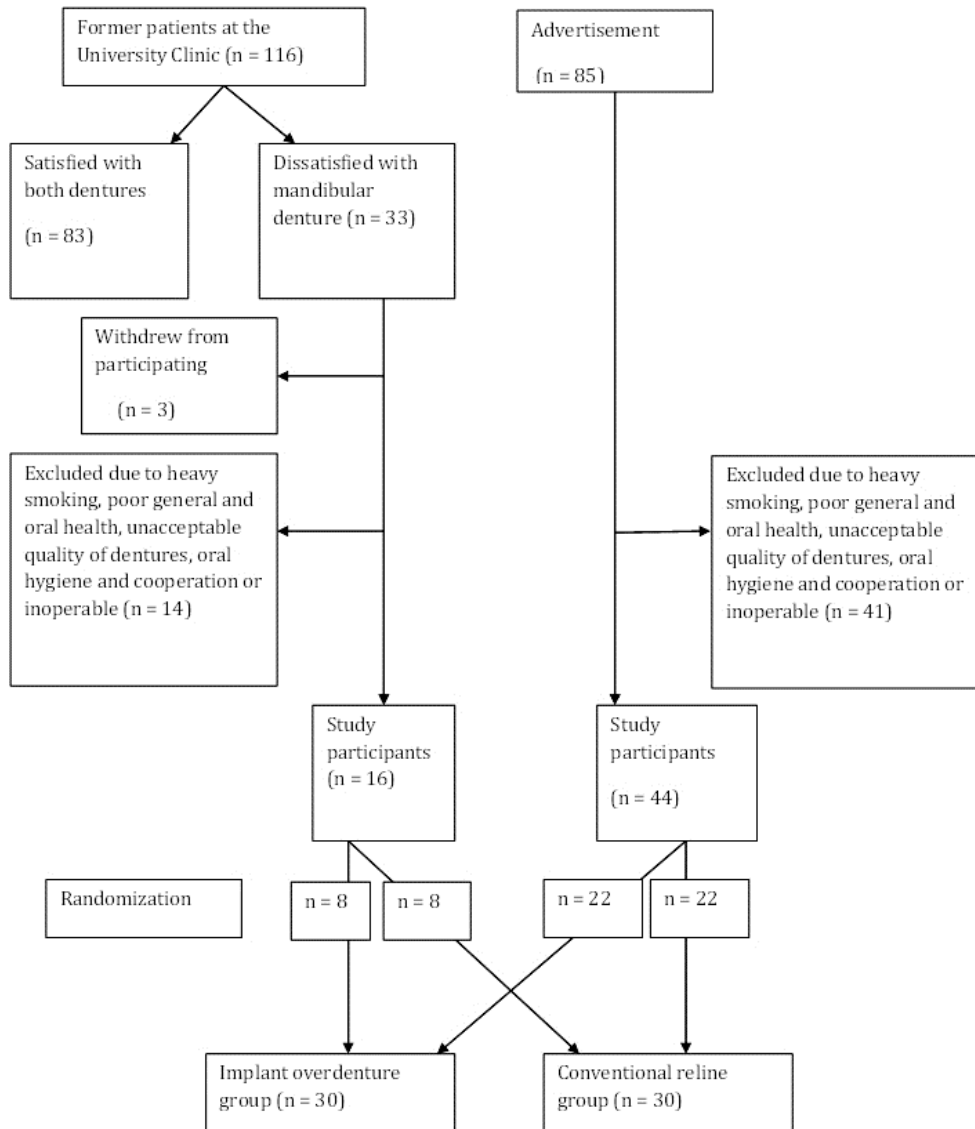 Former patients at the
University Clinic (n = 116)
Advertisement
(n = 85)
Satisfied with
both dentures
(n = 83)
Dissatisfied with
mandibular
denture (n = 33)
Withdrew from
participating
(n = 3)
Excluded due to heavy
smoking, poor general and
oral health, unacceptable
quality of dentures, oral
hygiene and cooperation or
inoperable (n = 14)
Excluded due to heavy
smoking, poor general and
oral health, unacceptable
quality of dentures, oral
hygiene and cooperation or
inoperable (n = 41)
Study
participants
(n = 16)
Study
participants
(n = 44)
Randomization
n = 8
n = 8
n = 22
n = 22
Implant overdenture
group (n = 30)
Conventional reline
group (n = 30)